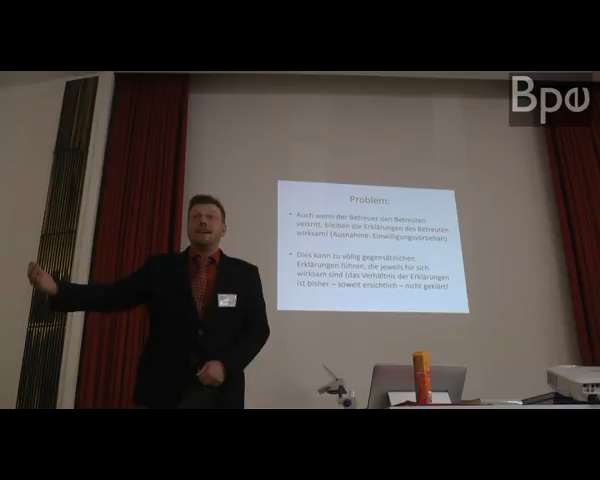 Bpe
Problem:
• Auch wenn der Betreuer den Betreuten
vertritt, bleiben die Erklärungen des Betreuten
wirksam! (Ausnahme: Einwilligungsvorbehalt)
• Dies kann zu völlig gegensätzlichen
Erklärungen führen, die jeweils für sich
wirksam sind (das Verhältnis der Erklärungen
ist bisher – soweit ersichtlich – nicht geklärt!